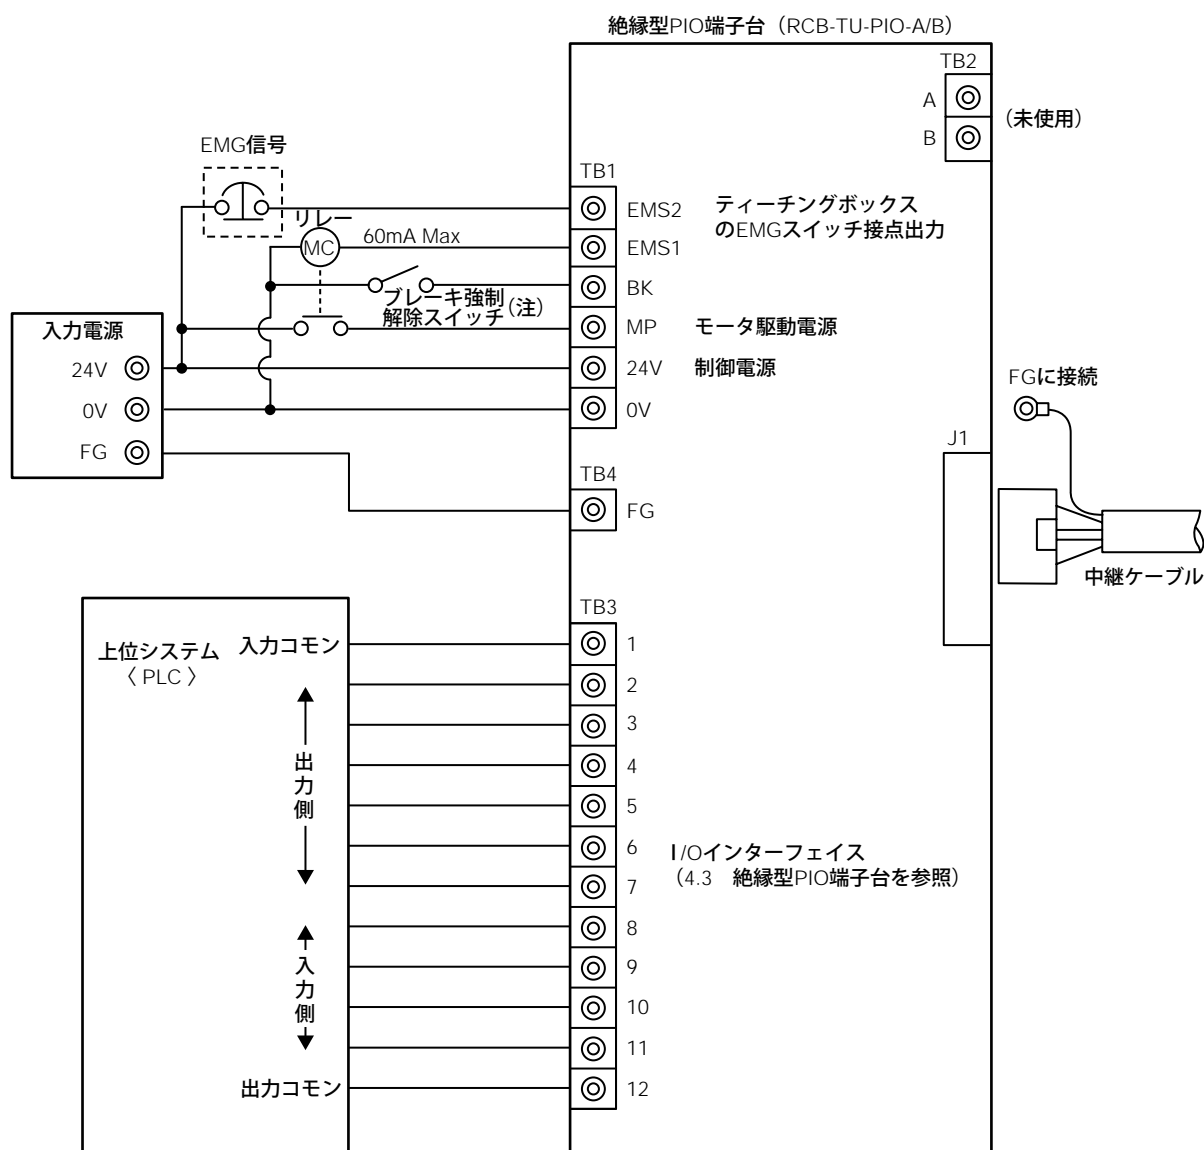 絶縁型PIO端子台（RCB-TU-PIO-A/B）
TB2
A
B
（未使用）
EMG信号
TB1
EMS2
ティーチングボックス
のEMGスイッチ接点出力
リレー
MC
60mA Max
EMS1
BK
ブレーキ強制
解除スイッチ
（注）
MP
モータ駆動電源
入力電源
24V
24V
制御電源
0V
0V
FG
FGに接続
J1
TB4
FG
中継ケーブル
TB3
上位システム
〈 PLC 〉
入力コモン
1
2
3
4
出力側
5
6
I/Oインターフェイス
（4.3　絶縁型PIO端子台を参照）
7
8
9
入力側
10
11
出力コモン
12